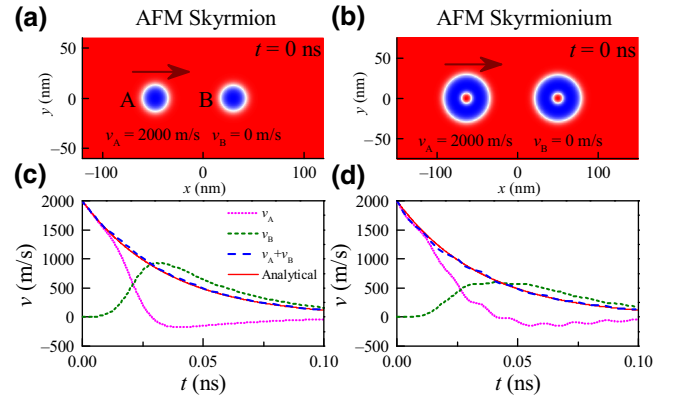 (a) AFM Skyrmion
(b) AFM Skyrmionium
50
0
−50
y (nm)
t = 0 ns
A
B
vA = 2000 m/s
vB = 0 m/s
−100
0
100
x (nm)
50
0
−50
y (nm)
t = 0 ns
vA = 2000 m/s
vB = 0 m/s
−100
0
100
x (nm)
(c)
2000
1500
1000
500
0
−500
v (m/s)
vA
vB
vA+vB
Analytical
0.00
0.05
0.10
t (ns)
(d)
2000
1500
1000
500
0
−500
v (m/s)
0.00
0.05
0.10
t (ns)